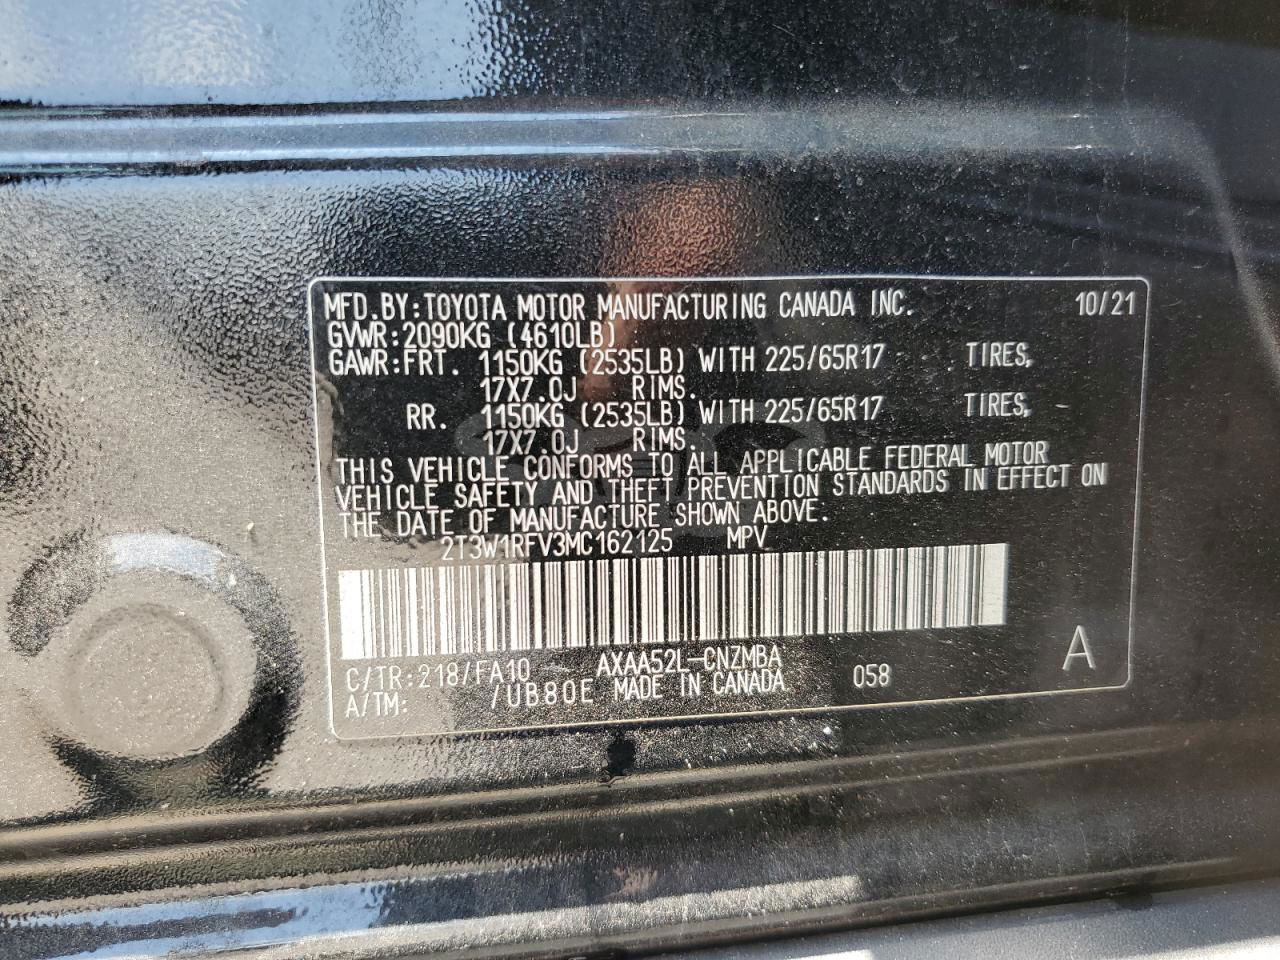 MFD.BY:TOYOTA MOTOR MANUFACTURING CANADA INC. 10/21
GVWR:2090KG (4610LB)
GAWR:FRT. 1150KG (2535LB) WITH 225/65R17 TIRES,
17X7.0J RIMS.
RR. 1150KG (2535LB) WITH 225/65R17 TIRES,
17X7.0J RIMS.
THIS VEHICLE CONFORMS TO ALL APPLICABLE FEDERAL MOTOR
VEHICLE SAFETY AND THEFT PREVENTION STANDARDS IN EFFECT ON
THE DATE OF MANUFACTURE SHOWN ABOVE.
2T3W1RFV3MC162125 MPV
C/TR:218/FA10 AXAA52L-CNZMBA 058 A
A/TM: /UB80E MADE IN CANADA